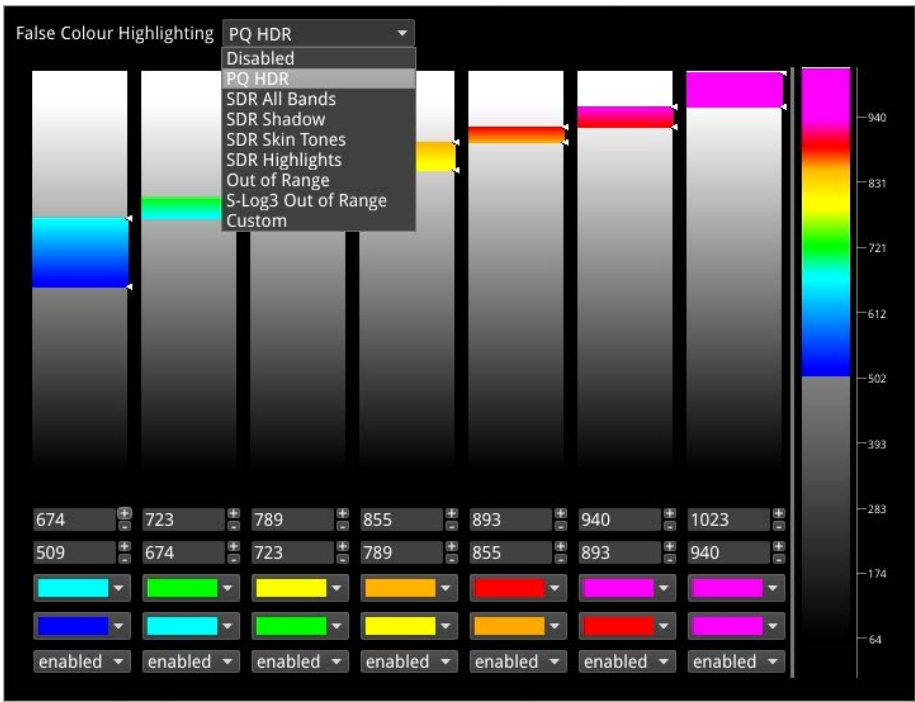 False Colour Highlighting PQ HDR
Disabled
PQ HDR
SDR All Bands
SDR Shadow
SDR Skin Tones
SDR Highlights
Out of Range
S-Log3 Out of Range
Custom
940
831
721
612
502
393
283
174
64
674 + - 723 + - 789 + - 855 + - 893 + - 940 + - 1023 + -
509 + - 674 + - 723 + - 789 + - 855 + - 893 + - 940 + -
enabled enabled enabled enabled enabled enabled enabled